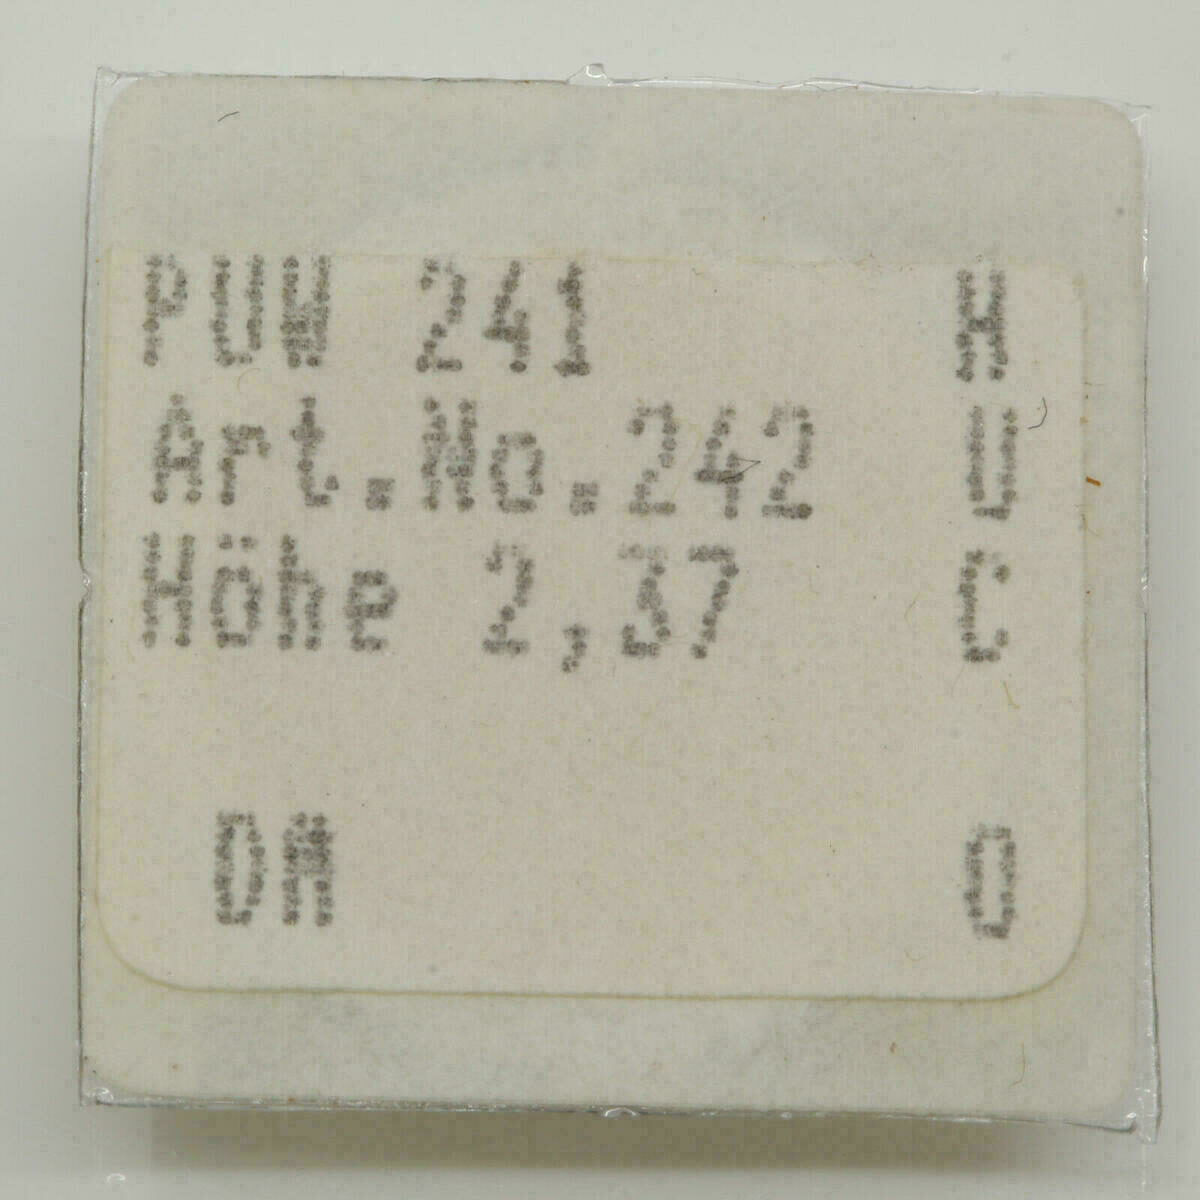 PUW 241 H
Art.No.242 U
Höhe 2,37 C
DM O